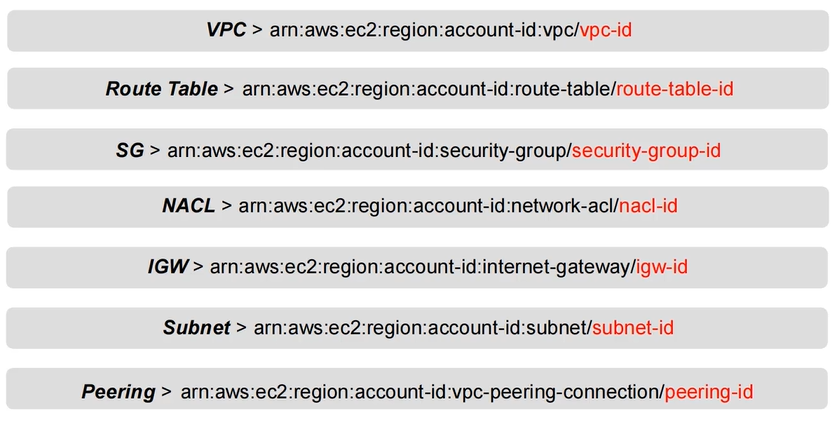 VPC > arn:aws:ec2:region:account-id:vpc/vpc-id
Route Table > arn:aws:ec2:region:account-id:route-table/route-table-id
SG > arn:aws:ec2:region:account-id:security-group/security-group-id
NACL > arn:aws:ec2:region:account-id:network-acl/nacl-id
IGW > arn:aws:ec2:region:account-id:internet-gateway/igw-id
Subnet > arn:aws:ec2:region:account-id:subnet/subnet-id
Peering > arn:aws:ec2:region:account-id:vpc-peering-connection/peering-id